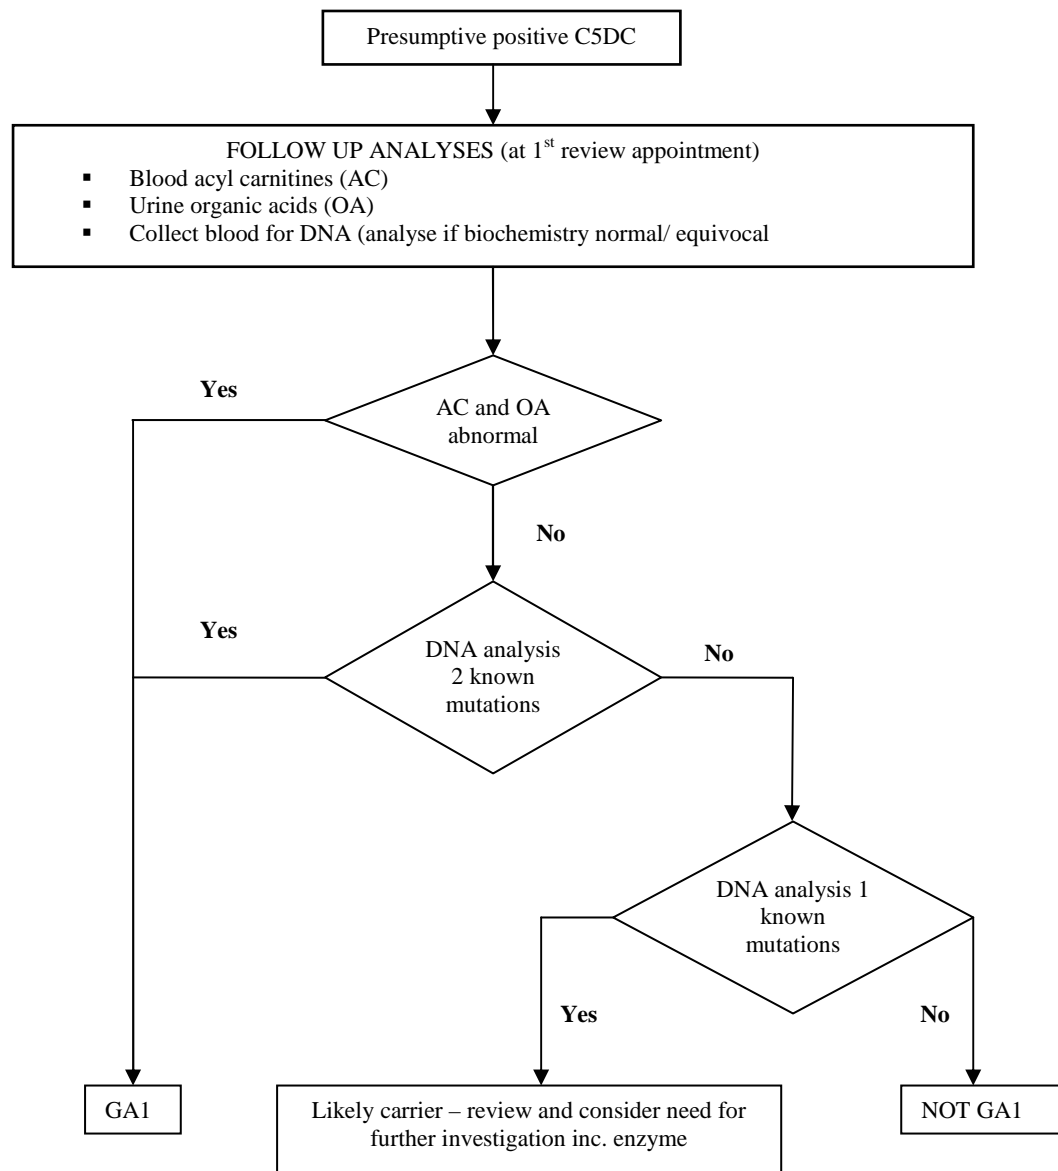 Presumptive positive C5DC
FOLLOW UP ANALYSES (at 1st review appointment)
▪ Blood acyl carnitines (AC)
▪ Urine organic acids (OA)
▪ Collect blood for DNA (analyse if biochemistry normal/ equivocal
Yes
AC and OA
abnormal
No
Yes
DNA analysis
2 known
mutations
No
DNA analysis 1
known
mutations
Yes
No
GA1
Likely carrier – review and consider need for
further investigation inc. enzyme
NOT GA1